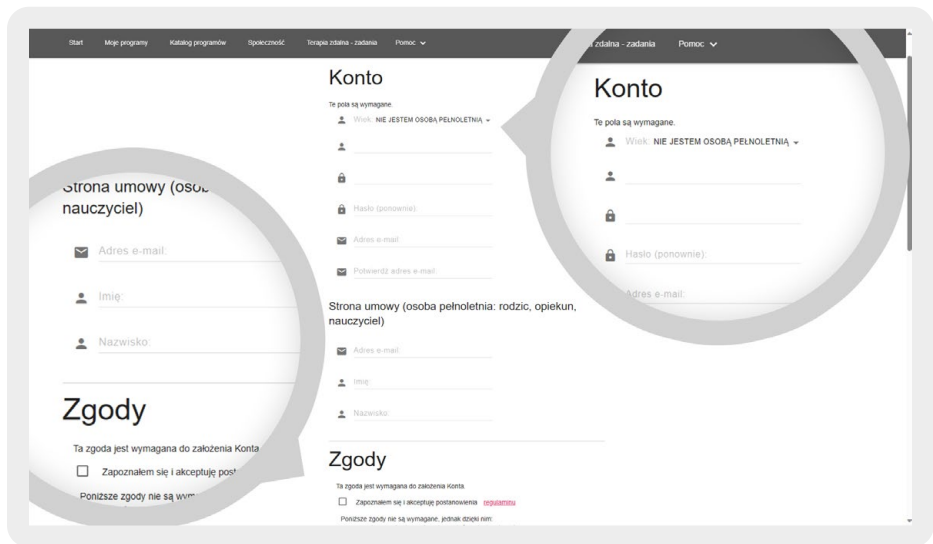 Start Moje programy Katalog programów Społeczność Terapia zdalna - zadania Pomoc
Konto
Te pola są wymagane.
Wiek: NIE JESTEM OSOBĄ PEŁNOLETNIĄ
Hasło (ponownie):
Adres e-mail:
Potwierdź adres e-mail:
Strona umowy (osoba pełnoletnia: rodzic, opiekun,
nauczyciel)
Adres e-mail:
Imię:
Nazwisko:
Zgody
Ta zgoda jest wymagana do założenia Konta.
Zapoznałem się i akceptuję postanowienia regulaminu
Poniższe zgody nie są wymagane, jednak dzięki nim:
Strona umowy
nauczyciel)
Adres e-mail:
Imię:
Nazwisko:
Zgody
Ta zgoda jest wymagana do założenia Konta
Zapoznałem się i akceptuję
Poniższe zgody nie są
zdalna - zadania Pomoc
Konto
Te pola są wymagane.
Wiek: NIE JESTEM OSOBĄ PEŁNOLETNIĄ
Hasło (ponownie):
Adres e-mail: